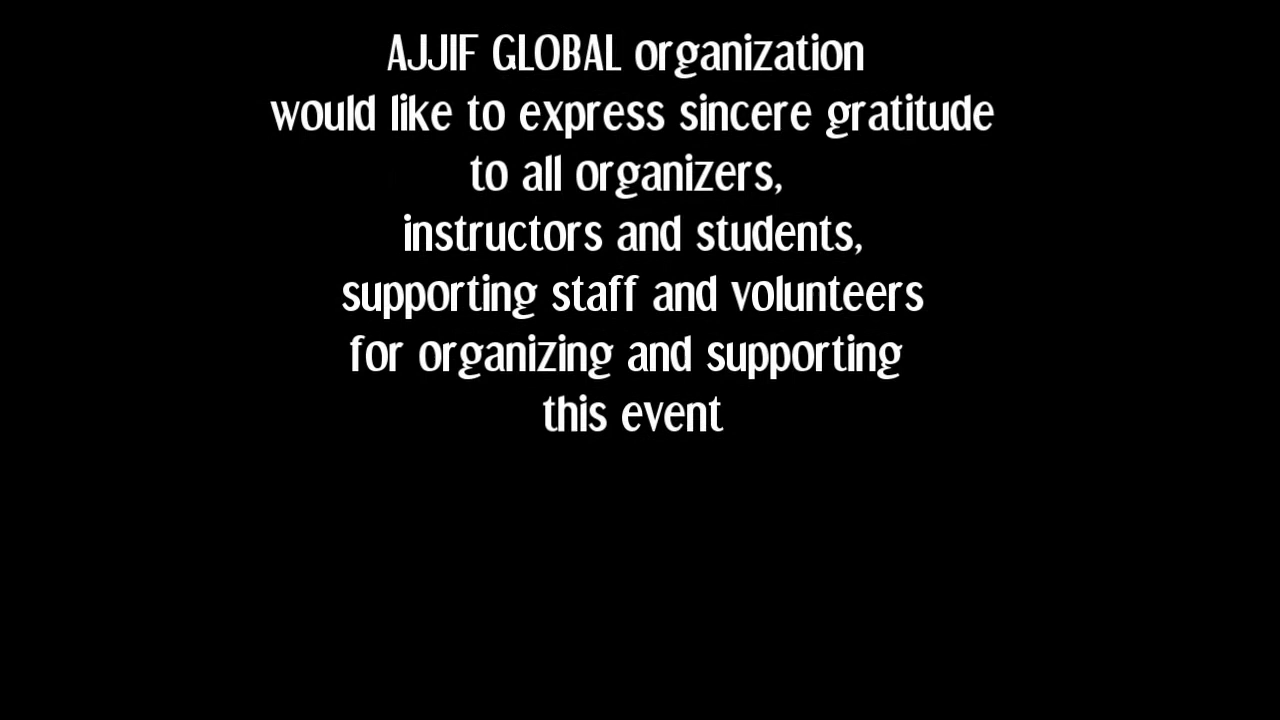 AJJIF GLOBAL organization
would like to express sincere gratitude
to all organizers,
instructors and students,
supporting staff and volunteers
for organizing and supporting
this event